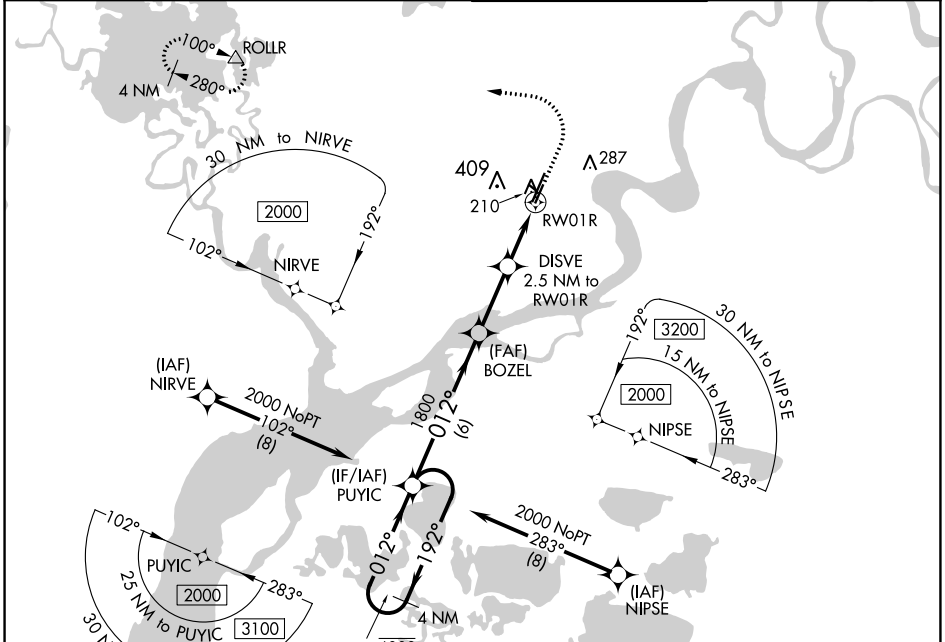 100°
ROLLR
4 NM
280°
30 NM to NIRVE
2000
102°
192°
NIRVE
409
287
210
RW01R
DISVE
2.5 NM to
RW01R
(FAF)
BOZEL
192°
3200
30 NM to NIPSE
15 NM to NIPSE
2000
NIPSE
283°
(IAF)
NIRVE
2000 NoPT
102°
(8)
1800
012°
(6)
(IF/IAF)
PUYIC
012°
192°
4 NM
2000 NoPT
283°
(8)
(IAF)
NIPSE
102°
PUYIC
283°
2000
25 NM to PUYIC
3100
30 N